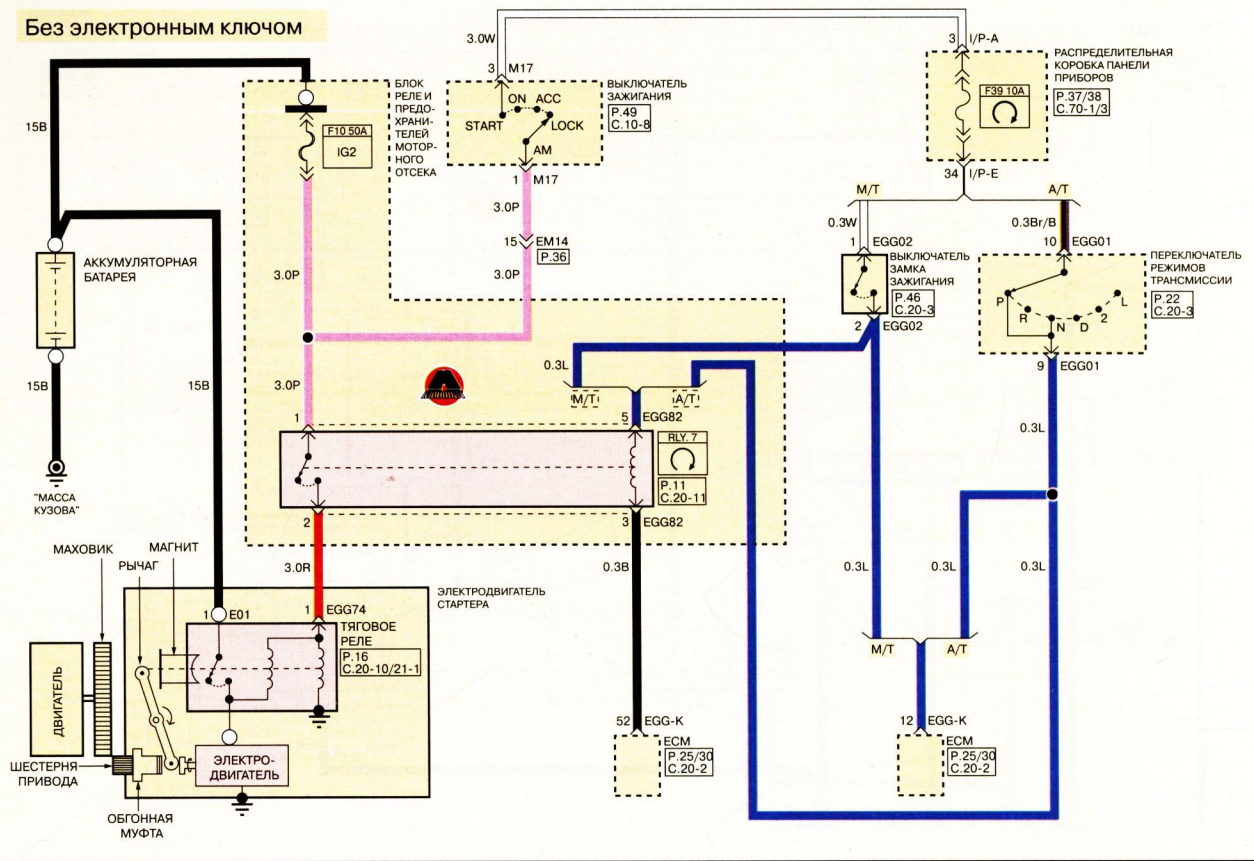 Без электронным ключом
15B
15B
15B
АККУМУЛЯТОРНАЯ
БАТАРЕЯ
"МАССА
КУЗОВА"
F10 50A
IG2
БЛОК
РЕЛЕ И
ПРЕДО-
ХРАНИ-
ТЕЛЕЙ
МОТОР-
НОГО
ОТСЕКА
3.0P
3.0P
3.0W
3 M17
ON ACC
START
LOCK
AM
ВЫКЛЮЧАТЕЛЬ
ЗАЖИГАНИЯ
P.49
C.10-8
1 M17
3.0P
15 EM14
P.36
3.0P
3 I/P-A
F39 10A
РАСПРЕДЕЛИТЕЛЬНАЯ
КОРОБКА ПАНЕЛИ
ПРИБОРОВ
P.37/38
C.70-1/3
34 I/P-E
M/T
A/T
0.3W
0.3Br/B
1 EGG02
10 EGG01
ВЫКЛЮЧАТЕЛЬ
ЗАМКА
ЗАЖИГАНИЯ
P.46
C.20-3
2 EGG02
ПЕРЕКЛЮЧАТЕЛЬ
РЕЖИМОВ
ТРАНСМИССИИ
P.22
C.20-3
P
R
N
D
2
L
9 EGG01
0.3L
0.3L
M/T
A/T
1
5 EGG82
RLY. 7
P.11
C.20-11
2
3 EGG82
3.0R
0.3B
0.3L
0.3L
0.3L
M/T
A/T
52 EGG-K
ECM
P.25/30
C.20-2
12 EGG-K
ECM
P.25/30
C.20-2
МАХОВИК
РЫЧАГ
МАГНИТ
ЭЛЕКТРОДВИГАТЕЛЬ
СТАРТЕРА
1 E01
1 EGG74
ТЯГОВОЕ
РЕЛЕ
P.16
C.20-10/21-1
ДВИГАТЕЛЬ
ЭЛЕКТРО-
ДВИГАТЕЛЬ
ШЕСТЕРНЯ
ПРИВОДА
ОБГОННАЯ
МУФТА